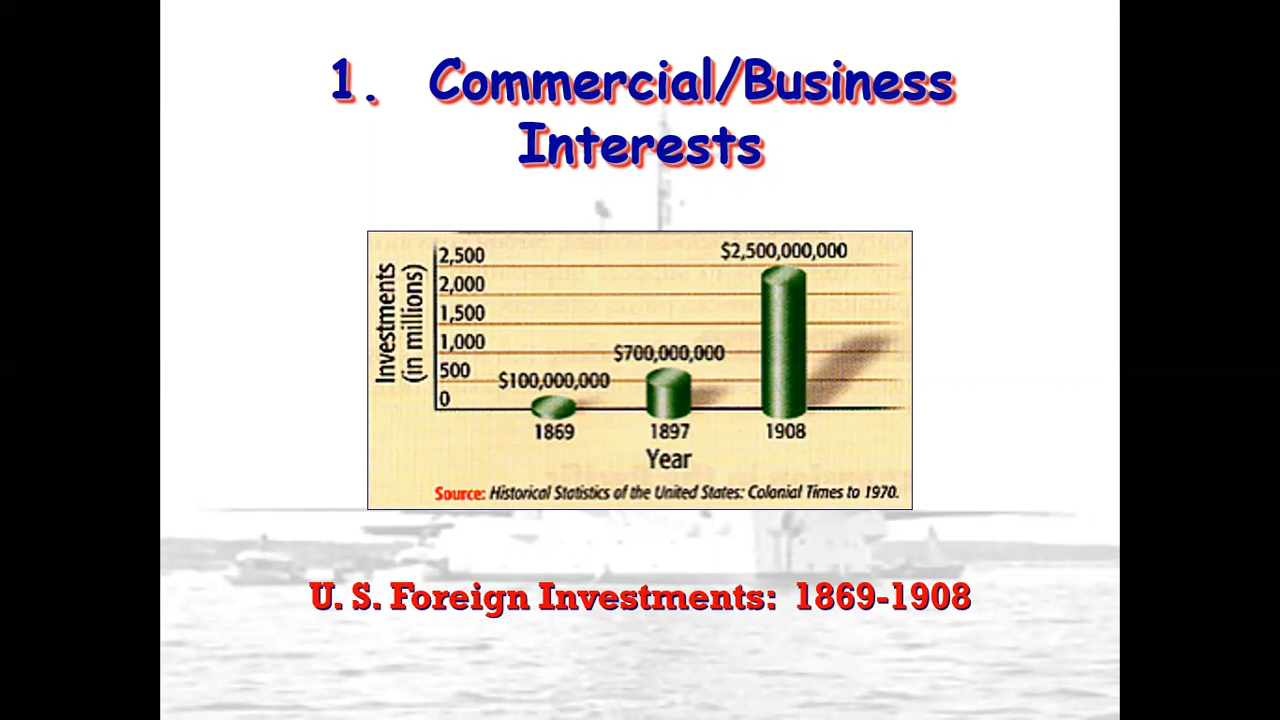 1. Commercial/Business
Interests
Investments
(in millions)
2,500
2,000
1,500
1,000
500
0
$2,500,000,000
$700,000,000
$100,000,000
1869
1897
1908
Year
Source: Historical Statistics of the United States: Colonial Times to 1970.
U. S. Foreign Investments: 1869-1908